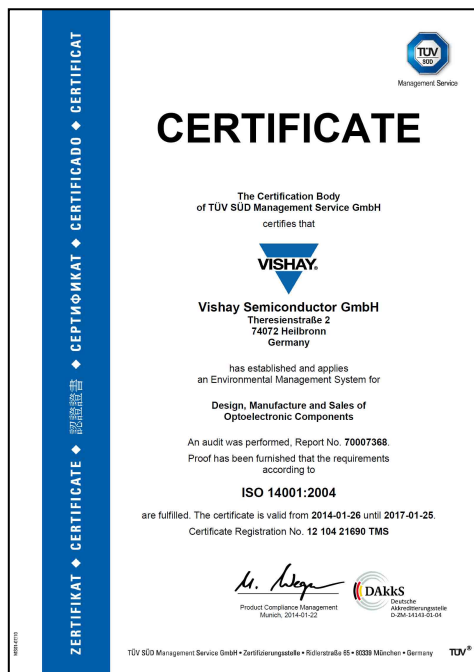 TÜV
SÜD
Management Service
CERTIFICATE
The Certification Body
of TÜV SÜD Management Service GmbH
certifies that
VISHAY.
Vishay Semiconductor GmbH
Theresienstraße 2
74072 Heilbronn
Germany
has established and applies
an Environmental Management System for
Design, Manufacture and Sales of
Optoelectronic Components
An audit was performed, Report No. 70007368.
Proof has been furnished that the requirements
according to
ISO 14001:2004
are fulfilled. The certificate is valid from 2014-01-26 until 2017-01-25.
Certificate Registration No. 12 104 21690 TMS
M. Wegner
Product Compliance Management
Munich, 2014-01-22
DAkkS
Deutsche
Akkreditierungsstelle
D-ZM-14143-01-04
TÜV SÜD Management Service GmbH • Zertifizierungsstelle • Ridlerstraße 65 • 80339 München • Germany
TÜV®
ZERTIFIKAT ◆ CERTIFICATE ◆ 認證證書 ◆ СЕРТИФИКАТ ◆ CERTIFICADO ◆ CERTIFICAT